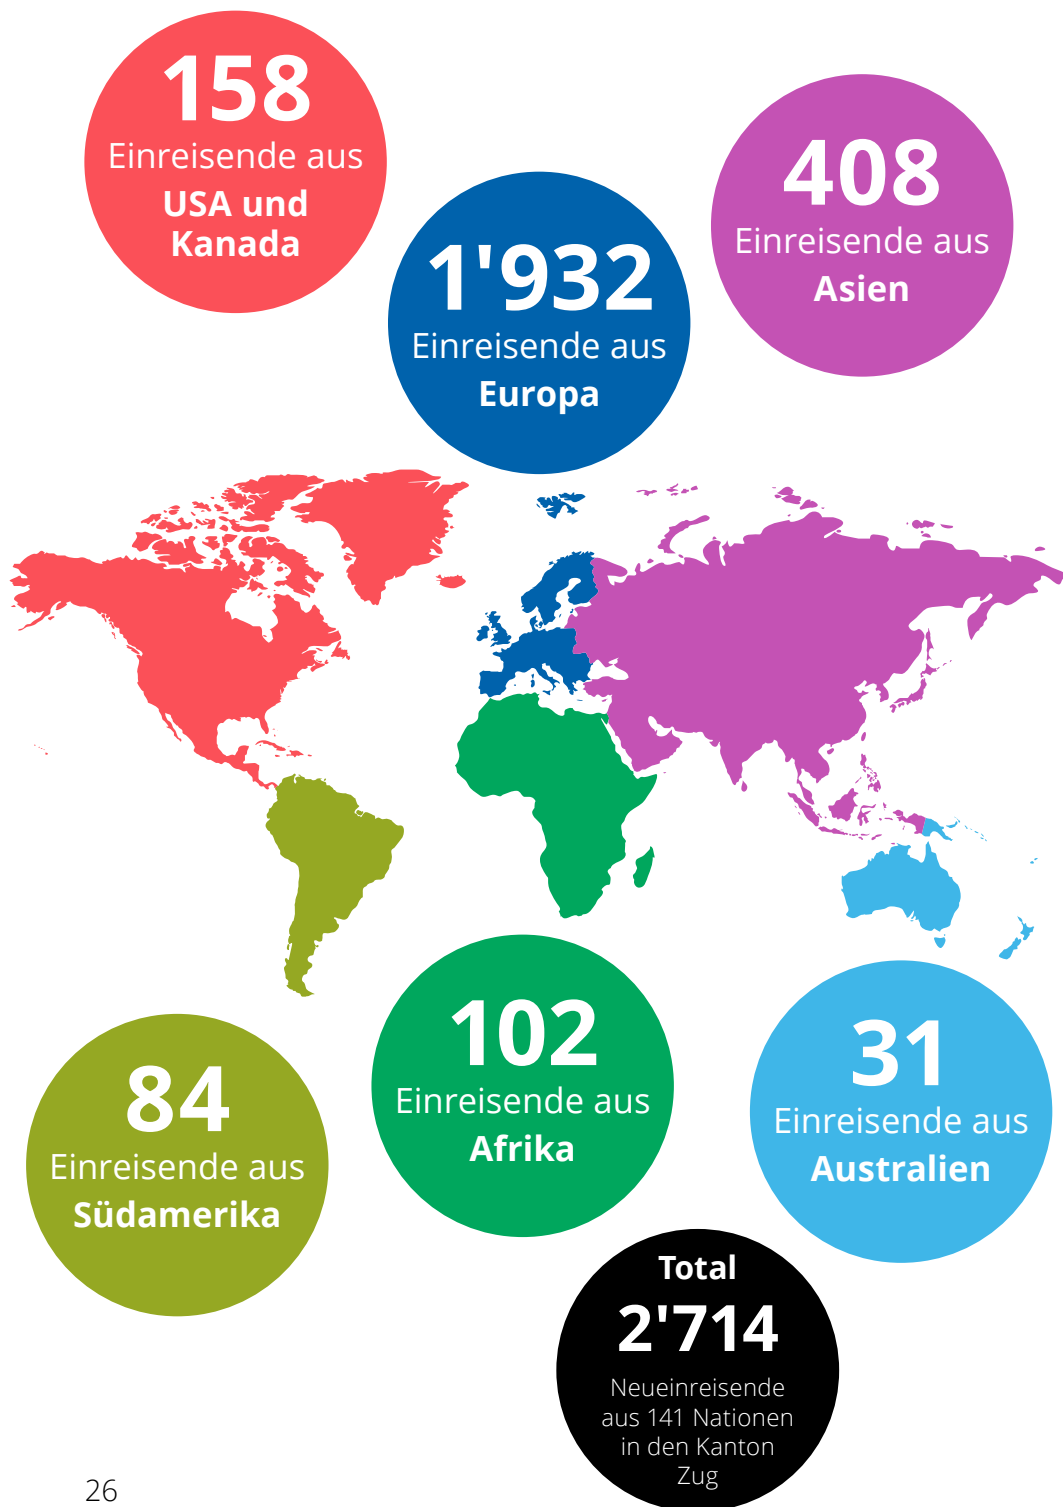 158
Einreisende aus
USA und
Kanada
1'932
Einreisende aus
Europa
408
Einreisende aus
Asien
84
Einreisende aus
Südamerika
102
Einreisende aus
Afrika
31
Einreisende aus
Australien
Total
2'714
Neueinreisende
aus 141 Nationen
in den Kanton
Zug
26